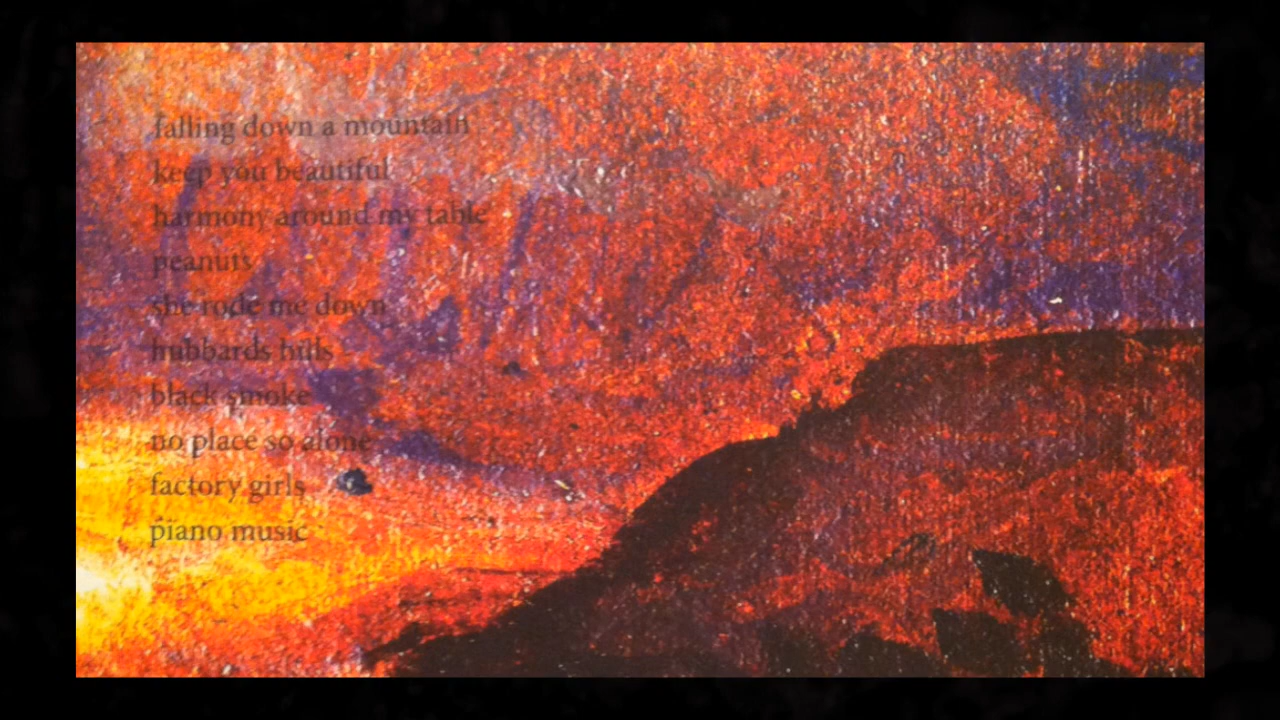 falling down a mountain
keep you beautiful
harmony around my table
peanuts
she rode me down
hubbards hills
black smoke
no place so alone
factory girls
piano music